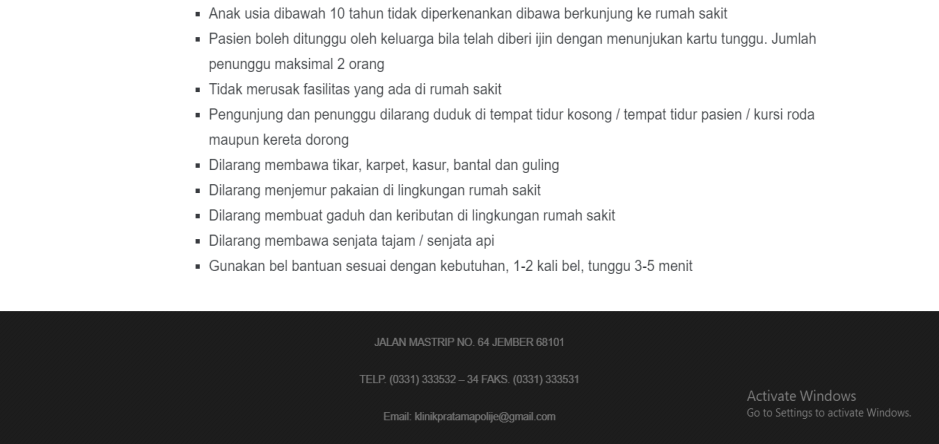 ▪ Anak usia dibawah 10 tahun tidak diperkenankan dibawa berkunjung ke rumah sakit
▪ Pasien boleh ditunggu oleh keluarga bila telah diberi ijin dengan menunjukan kartu tunggu. Jumlah
penunggu maksimal 2 orang
▪ Tidak merusak fasilitas yang ada di rumah sakit
▪ Pengunjung dan penunggu dilarang duduk di tempat tidur kosong / tempat tidur pasien / kursi roda
maupun kereta dorong
▪ Dilarang membawa tikar, karpet, kasur, bantal dan guling
▪ Dilarang menjemur pakaian di lingkungan rumah sakit
▪ Dilarang membuat gaduh dan keributan di lingkungan rumah sakit
▪ Dilarang membawa senjata tajam / senjata api
▪ Gunakan bel bantuan sesuai dengan kebutuhan, 1-2 kali bel, tunggu 3-5 menit
JALAN MASTRIP NO. 64 JEMBER 68101
TELP. (0331) 333532 – 34 FAKS. (0331) 333531
Email: klinikpratamapolije@gmail.com
Activate Windows
Go to Settings to activate Windows.